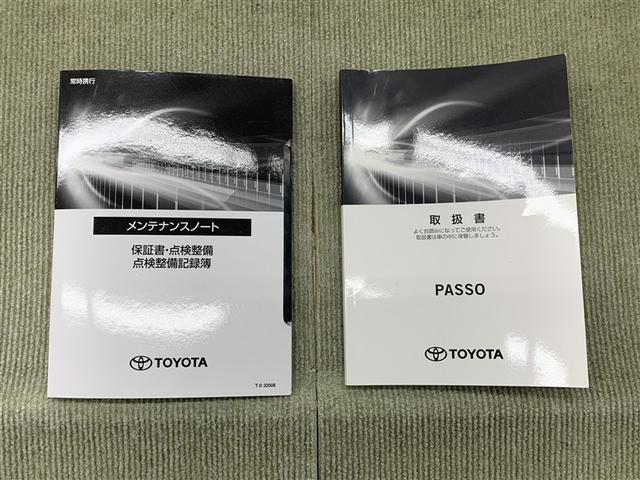 常時携行
メンテナンスノート
保証書・点検整備
点検整備記録簿
TOYOTA
T-0 32008
取扱書
よくお読みになってご使用ください。
取扱書は車の中に保管しましょう。
PASSO
TOYOTA